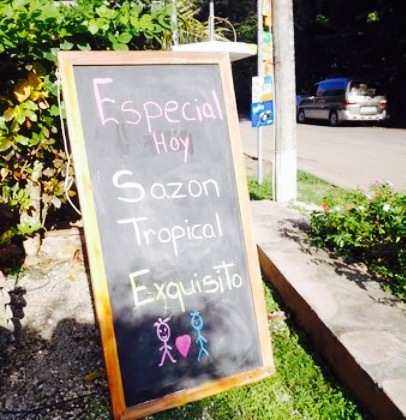 Especial
Hoy
Sazon
Tropical
Exquisito